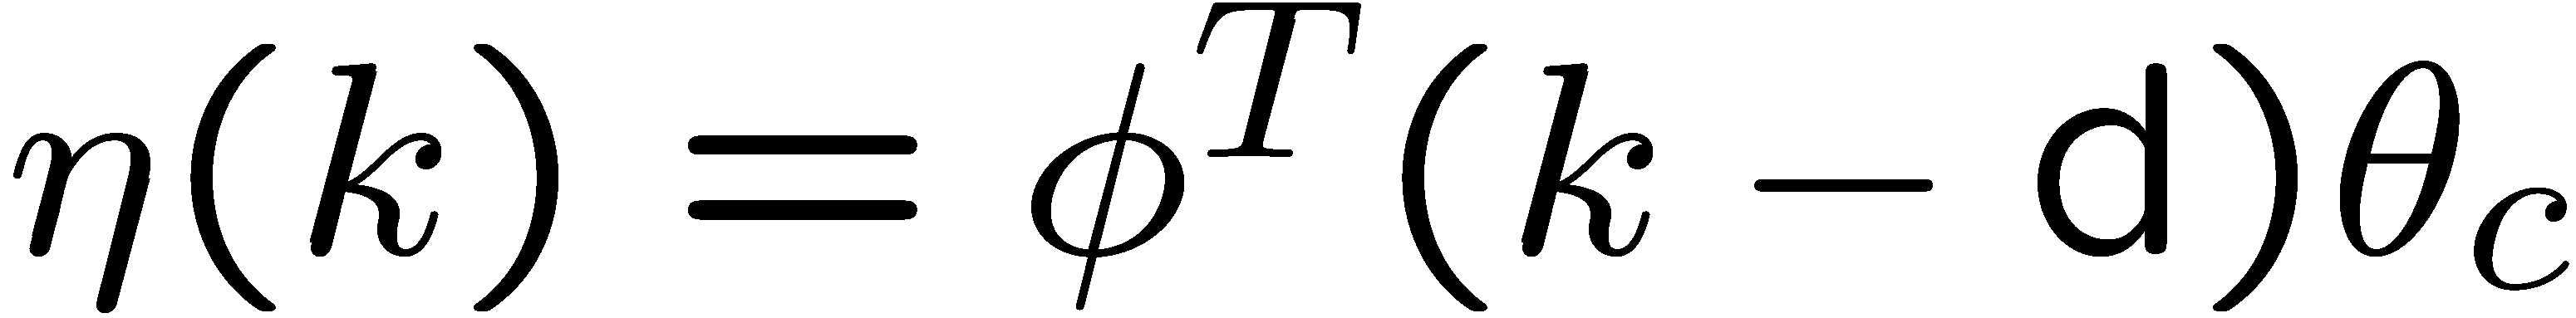 η(k) = ϕ^T(k − d)θ_c